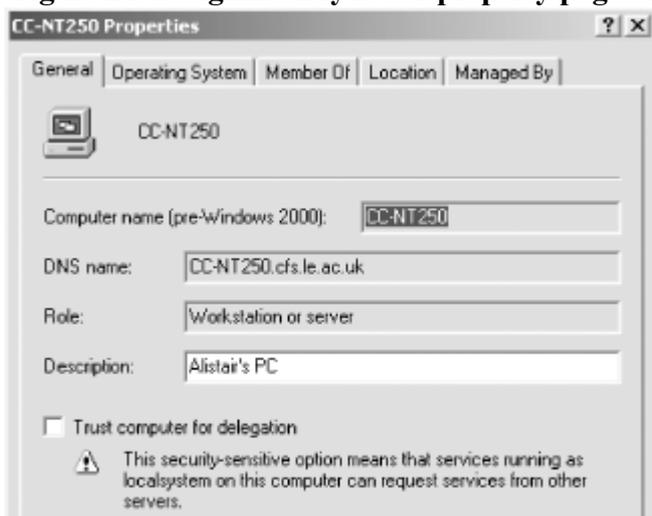 CC-NT250 Properties ? ×
General Operating System Member Of Location Managed By
CC-NT250
Computer name (pre-Windows 2000): CC-NT250
DNS name: CC-NT250.cfs.le.ac.uk
Role: Workstation or server
Description: Alistair's PC
Trust computer for delegation
This security-sensitive option means that services running as
localsystem on this computer can request services from other
servers.